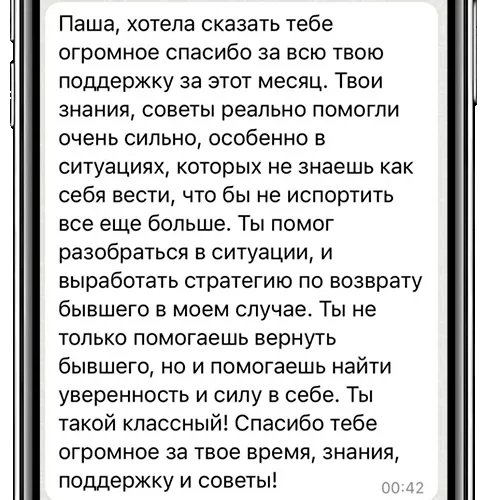 Паша, хотела сказать тебе
огромное спасибо за всю твою
поддержку за этот месяц. Твои
знания, советы реально помогли
очень сильно, особенно в
ситуациях, которых не знаешь как
себя вести, что бы не испортить
все еще больше. Ты помог
разобраться в ситуации, и
выработать стратегию по возврату
бывшего в моем случае. Ты не
только помогаешь вернуть
бывшего, но и помогаешь найти
уверенность и силу в себе. Ты
такой классный! Спасибо тебе
огромное за твое время, знания,
поддержку и советы!
00:42